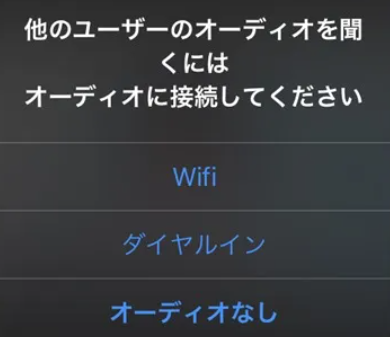 他のユーザーのオーディオを聞
くには
オーディオに接続してください
Wifi
ダイヤルイン
オーディオなし